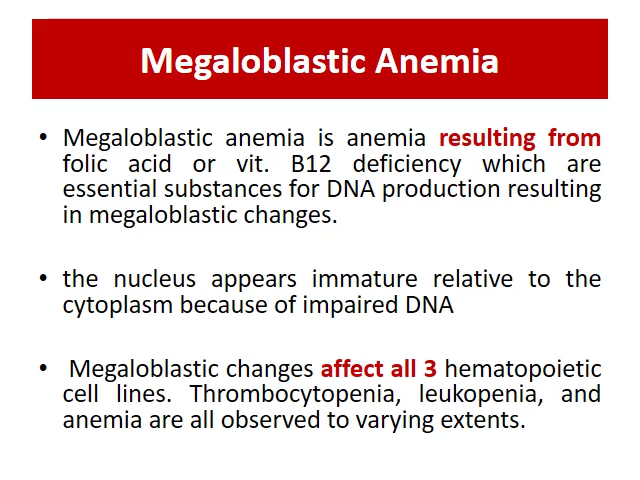 Megaloblastic Anemia
• Megaloblastic anemia is anemia resulting from
folic acid or vit. B12 deficiency which are
essential substances for DNA production resulting
in megaloblastic changes.
• the nucleus appears immature relative to the
cytoplasm because of impaired DNA
• Megaloblastic changes affect all 3 hematopoietic
cell lines. Thrombocytopenia, leukopenia, and
anemia are all observed to varying extents.